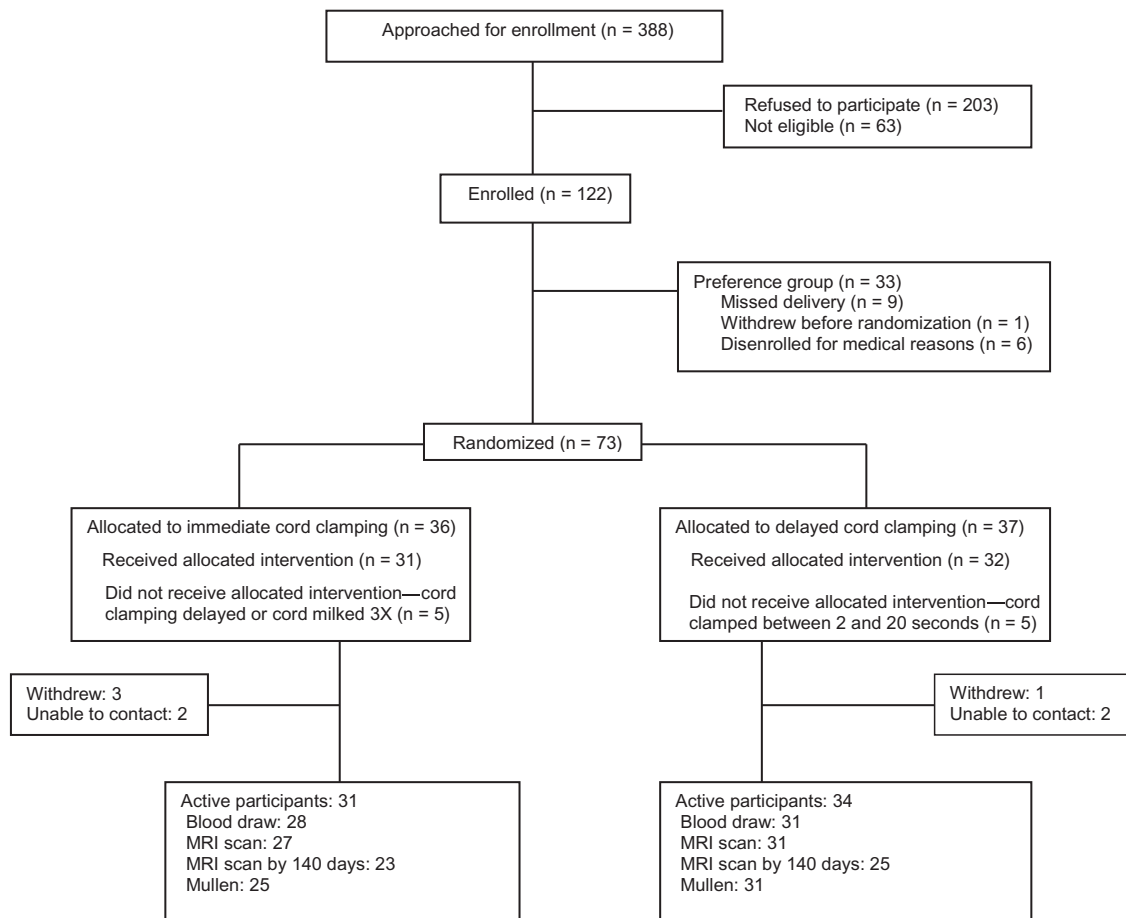 Approached for enrollment (n = 388)
Refused to participate (n = 203)
Not eligible (n = 63)
Enrolled (n = 122)
Preference group (n = 33)
Missed delivery (n = 9)
Withdrew before randomization (n = 1)
Disenrolled for medical reasons (n = 6)
Randomized (n = 73)
Allocated to immediate cord clamping (n = 36)
Received allocated intervention (n = 31)
Did not receive allocated intervention—cord
clamping delayed or cord milked 3X (n = 5)
Allocated to delayed cord clamping (n = 37)
Received allocated intervention (n = 32)
Did not receive allocated intervention—cord
clamped between 2 and 20 seconds (n = 5)
Withdrew: 3
Unable to contact: 2
Withdrew: 1
Unable to contact: 2
Active participants: 31
Blood draw: 28
MRI scan: 27
MRI scan by 140 days: 23
Mullen: 25
Active participants: 34
Blood draw: 31
MRI scan: 31
MRI scan by 140 days: 25
Mullen: 31